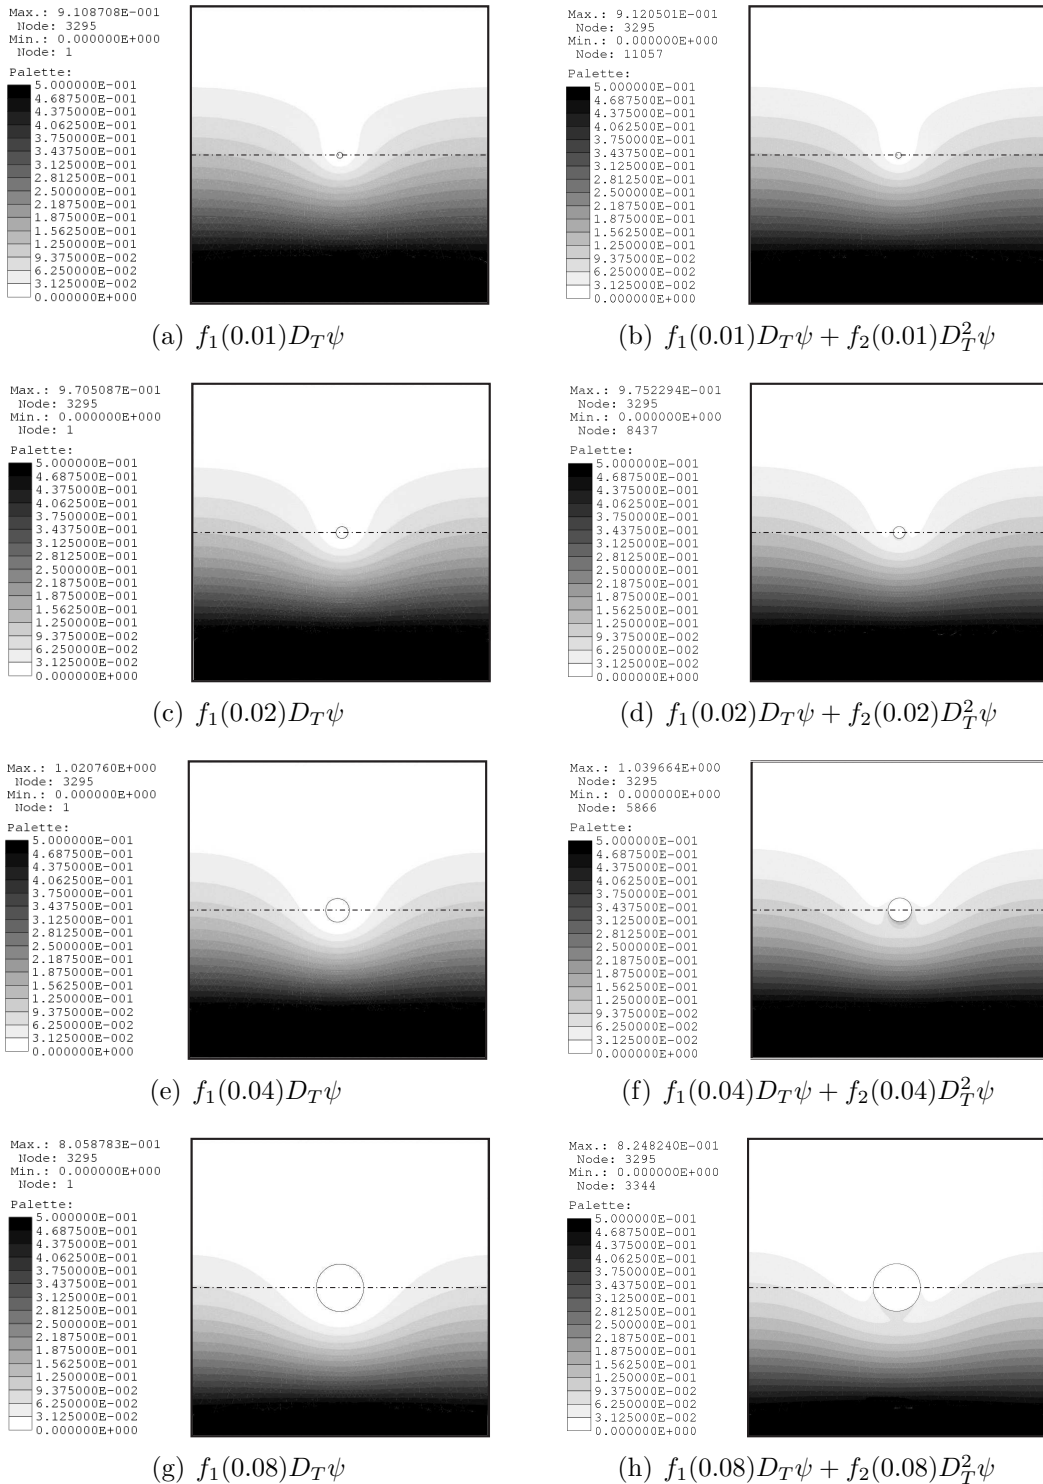 Max.: 9.108708E-001
Node: 3295
Min.: 0.000000E+000
Node: 1
Palette:
5.000000E-001
4.687500E-001
4.375000E-001
4.062500E-001
3.750000E-001
3.437500E-001
3.125000E-001
2.812500E-001
2.500000E-001
2.187500E-001
1.875000E-001
1.562500E-001
1.250000E-001
9.375000E-002
6.250000E-002
3.125000E-002
0.000000E+000
(a) f₁(0.01)D_Tψ
Max.: 9.120501E-001
Node: 3295
Min.: 0.000000E+000
Node: 11057
Palette:
5.000000E-001
4.687500E-001
4.375000E-001
4.062500E-001
3.750000E-001
3.437500E-001
3.125000E-001
2.812500E-001
2.500000E-001
2.187500E-001
1.875000E-001
1.562500E-001
1.250000E-001
9.375000E-002
6.250000E-002
3.125000E-002
0.000000E+000
(b) f₁(0.01)D_Tψ + f₂(0.01)D²_Tψ
Max.: 9.705087E-001
Node: 3295
Min.: 0.000000E+000
Node: 1
Palette:
5.000000E-001
4.687500E-001
4.375000E-001
4.062500E-001
3.750000E-001
3.437500E-001
3.125000E-001
2.812500E-001
2.500000E-001
2.187500E-001
1.875000E-001
1.562500E-001
1.250000E-001
9.375000E-002
6.250000E-002
3.125000E-002
0.000000E+000
(c) f₁(0.02)D_Tψ
Max.: 9.752294E-001
Node: 3295
Min.: 0.000000E+000
Node: 8437
Palette:
5.000000E-001
4.687500E-001
4.375000E-001
4.062500E-001
3.750000E-001
3.437500E-001
3.125000E-001
2.812500E-001
2.500000E-001
2.187500E-001
1.875000E-001
1.562500E-001
1.250000E-001
9.375000E-002
6.250000E-002
3.125000E-002
0.000000E+000
(d) f₁(0.02)D_Tψ + f₂(0.02)D²_Tψ
Max.: 1.020760E+000
Node: 3295
Min.: 0.000000E+000
Node: 1
Palette:
5.000000E-001
4.687500E-001
4.375000E-001
4.062500E-001
3.750000E-001
3.437500E-001
3.125000E-001
2.812500E-001
2.500000E-001
2.187500E-001
1.875000E-001
1.562500E-001
1.250000E-001
9.375000E-002
6.250000E-002
3.125000E-002
0.000000E+000
(e) f₁(0.04)D_Tψ
Max.: 1.039664E+000
Node: 3295
Min.: 0.000000E+000
Node: 5866
Palette:
5.000000E-001
4.687500E-001
4.375000E-001
4.062500E-001
3.750000E-001
3.437500E-001
3.125000E-001
2.812500E-001
2.500000E-001
2.187500E-001
1.875000E-001
1.562500E-001
1.250000E-001
9.375000E-002
6.250000E-002
3.125000E-002
0.000000E+000
(f) f₁(0.04)D_Tψ + f₂(0.04)D²_Tψ
Max.: 8.058783E-001
Node: 3295
Min.: 0.000000E+000
Node: 1
Palette:
5.000000E-001
4.687500E-001
4.375000E-001
4.062500E-001
3.750000E-001
3.437500E-001
3.125000E-001
2.812500E-001
2.500000E-001
2.187500E-001
1.875000E-001
1.562500E-001
1.250000E-001
9.375000E-002
6.250000E-002
3.125000E-002
0.000000E+000
(g) f₁(0.08)D_Tψ
Max.: 8.248240E-001
Node: 3295
Min.: 0.000000E+000
Node: 3344
Palette:
5.000000E-001
4.687500E-001
4.375000E-001
4.062500E-001
3.750000E-001
3.437500E-001
3.125000E-001
2.812500E-001
2.500000E-001
2.187500E-001
1.875000E-001
1.562500E-001
1.250000E-001
9.375000E-002
6.250000E-002
3.125000E-002
0.000000E+000
(h) f₁(0.08)D_Tψ + f₂(0.08)D²_Tψ